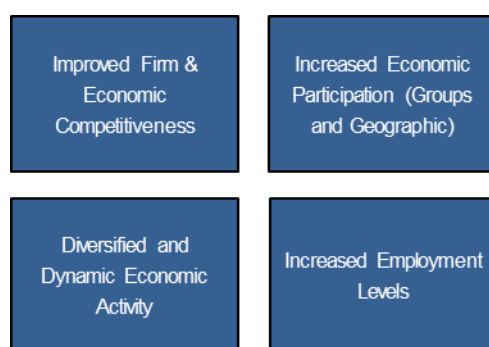 Improved Firm &
Economic
Competitiveness
Increased Economic
Participation (Groups
and Geographic)
Diversified and
Dynamic Economic
Activity
Increased Employment
Levels